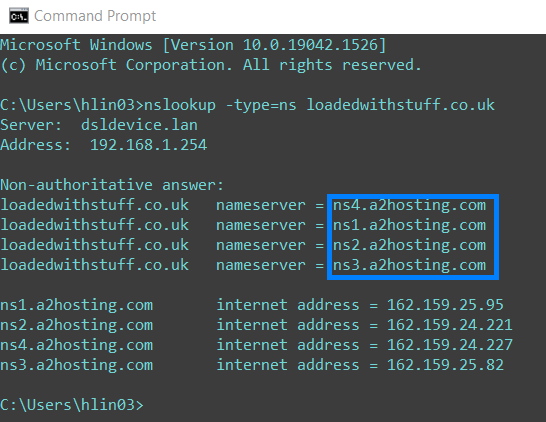 Command Prompt
Microsoft Windows [Version 10.0.19042.1526]
(c) Microsoft Corporation. All rights reserved.
C:\Users\hlin03>nslookup -type=ns loadedwithstuff.co.uk
Server:  dsldevice.lan
Address:  192.168.1.254
Non-authoritative answer:
loadedwithstuff.co.uk   nameserver = ns4.a2hosting.com
loadedwithstuff.co.uk   nameserver = ns1.a2hosting.com
loadedwithstuff.co.uk   nameserver = ns2.a2hosting.com
loadedwithstuff.co.uk   nameserver = ns3.a2hosting.com
ns1.a2hosting.com       internet address = 162.159.25.95
ns2.a2hosting.com       internet address = 162.159.24.221
ns4.a2hosting.com       internet address = 162.159.24.227
ns3.a2hosting.com       internet address = 162.159.25.82
C:\Users\hlin03>